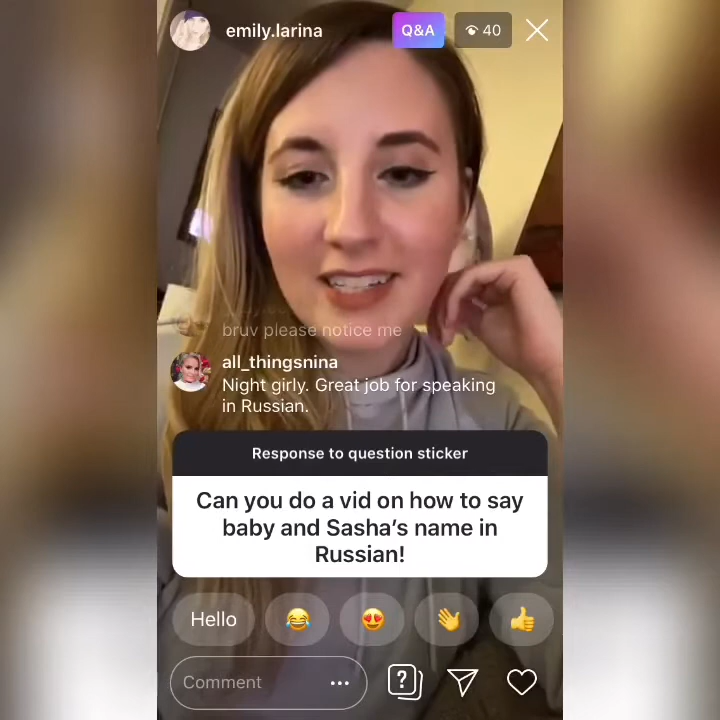 emily.larina Q&A 40
bruv please notice me
all_thingsnina
Night girly. Great job for speaking
in Russian.
Response to question sticker
Can you do a vid on how to say
baby and Sasha's name in
Russian!
Hello
Comment